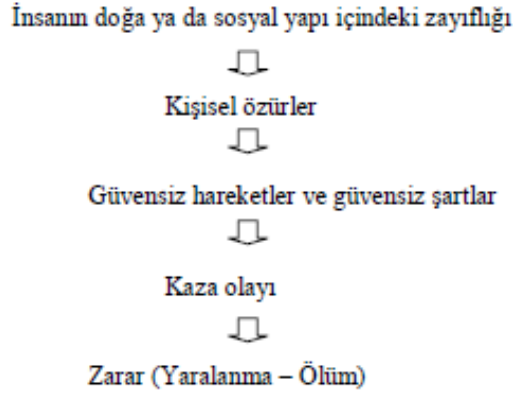 İnsanın doğa ya da sosyal yapı içindeki zayıflığı
Kişisel özürler
Güvensiz hareketler ve güvensiz şartlar
Kaza olayı
Zarar (Yaralanma – Ölüm)